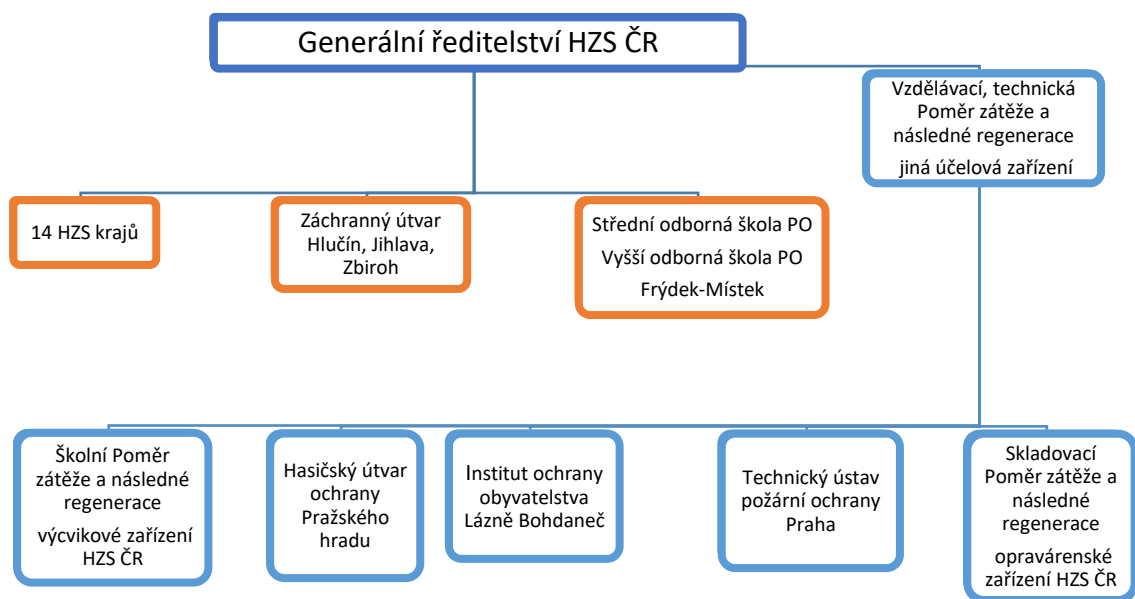 Generální ředitelství HZS ČR
Vzdělávací, technická
Poměr zátěže a
následné regenerace
jiná účelová zařízení
14 HZS krajů
Záchranný útvar
Hlučín, Jihlava,
Zbiroh
Střední odborná škola PO
Vyšší odborná škola PO
Frýdek-Místek
Školní Poměr
zátěže a následné
regenerace
výcvikové zařízení
HZS ČR
Hasičský útvar
ochrany
Pražského
hradu
Institut ochrany
obyvatelstva
Lázně Bohdaneč
Technický ústav
požární ochrany
Praha
Skladovací
Poměr zátěže a
následné
regenerace
opravárenské
zařízení HZS ČR